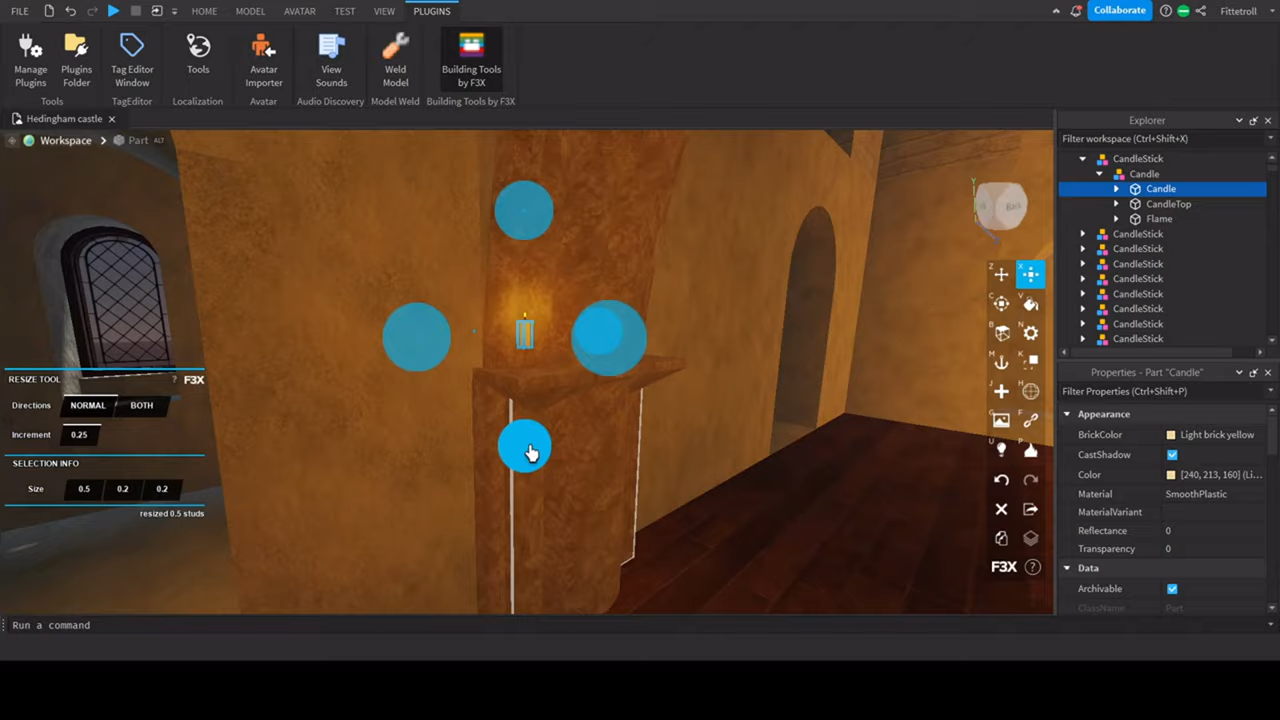 FILE HOME MODEL AVATAR TEST VIEW PLUGINS Collaborate Fittetroll
Manage Plugins
Plugins Folder
Tag Editor Window
Tools
Avatar Importer
View Sounds
Weld Model
Building Tools by F3X
Tools TagEditor Localization Avatar Audio Discovery Model Weld Building Tools by F3X
Hedingham castle
Workspace Part ALT
Back
Z X
C V
B N
M K
J H
G F
U P
F3X
RESIZE TOOL ? F3X
Directions NORMAL BOTH
Increment 0.25
SELECTION INFO
Size 0.5 0.2 0.2
resized 0.5 studs
Explorer
Filter workspace (Ctrl+Shift+X)
CandleStick
Candle
Candle
CandleTop
Flame
CandleStick
CandleStick
CandleStick
CandleStick
CandleStick
CandleStick
CandleStick
CandleStick
Properties - Part "Candle"
Filter Properties (Ctrl+Shift+P)
Appearance
BrickColor Light brick yellow
CastShadow
Color [240, 213, 160] (Li...
Material SmoothPlastic
MaterialVariant
Reflectance 0
Transparency 0
Data
Archivable
ClassName Part
Run a command